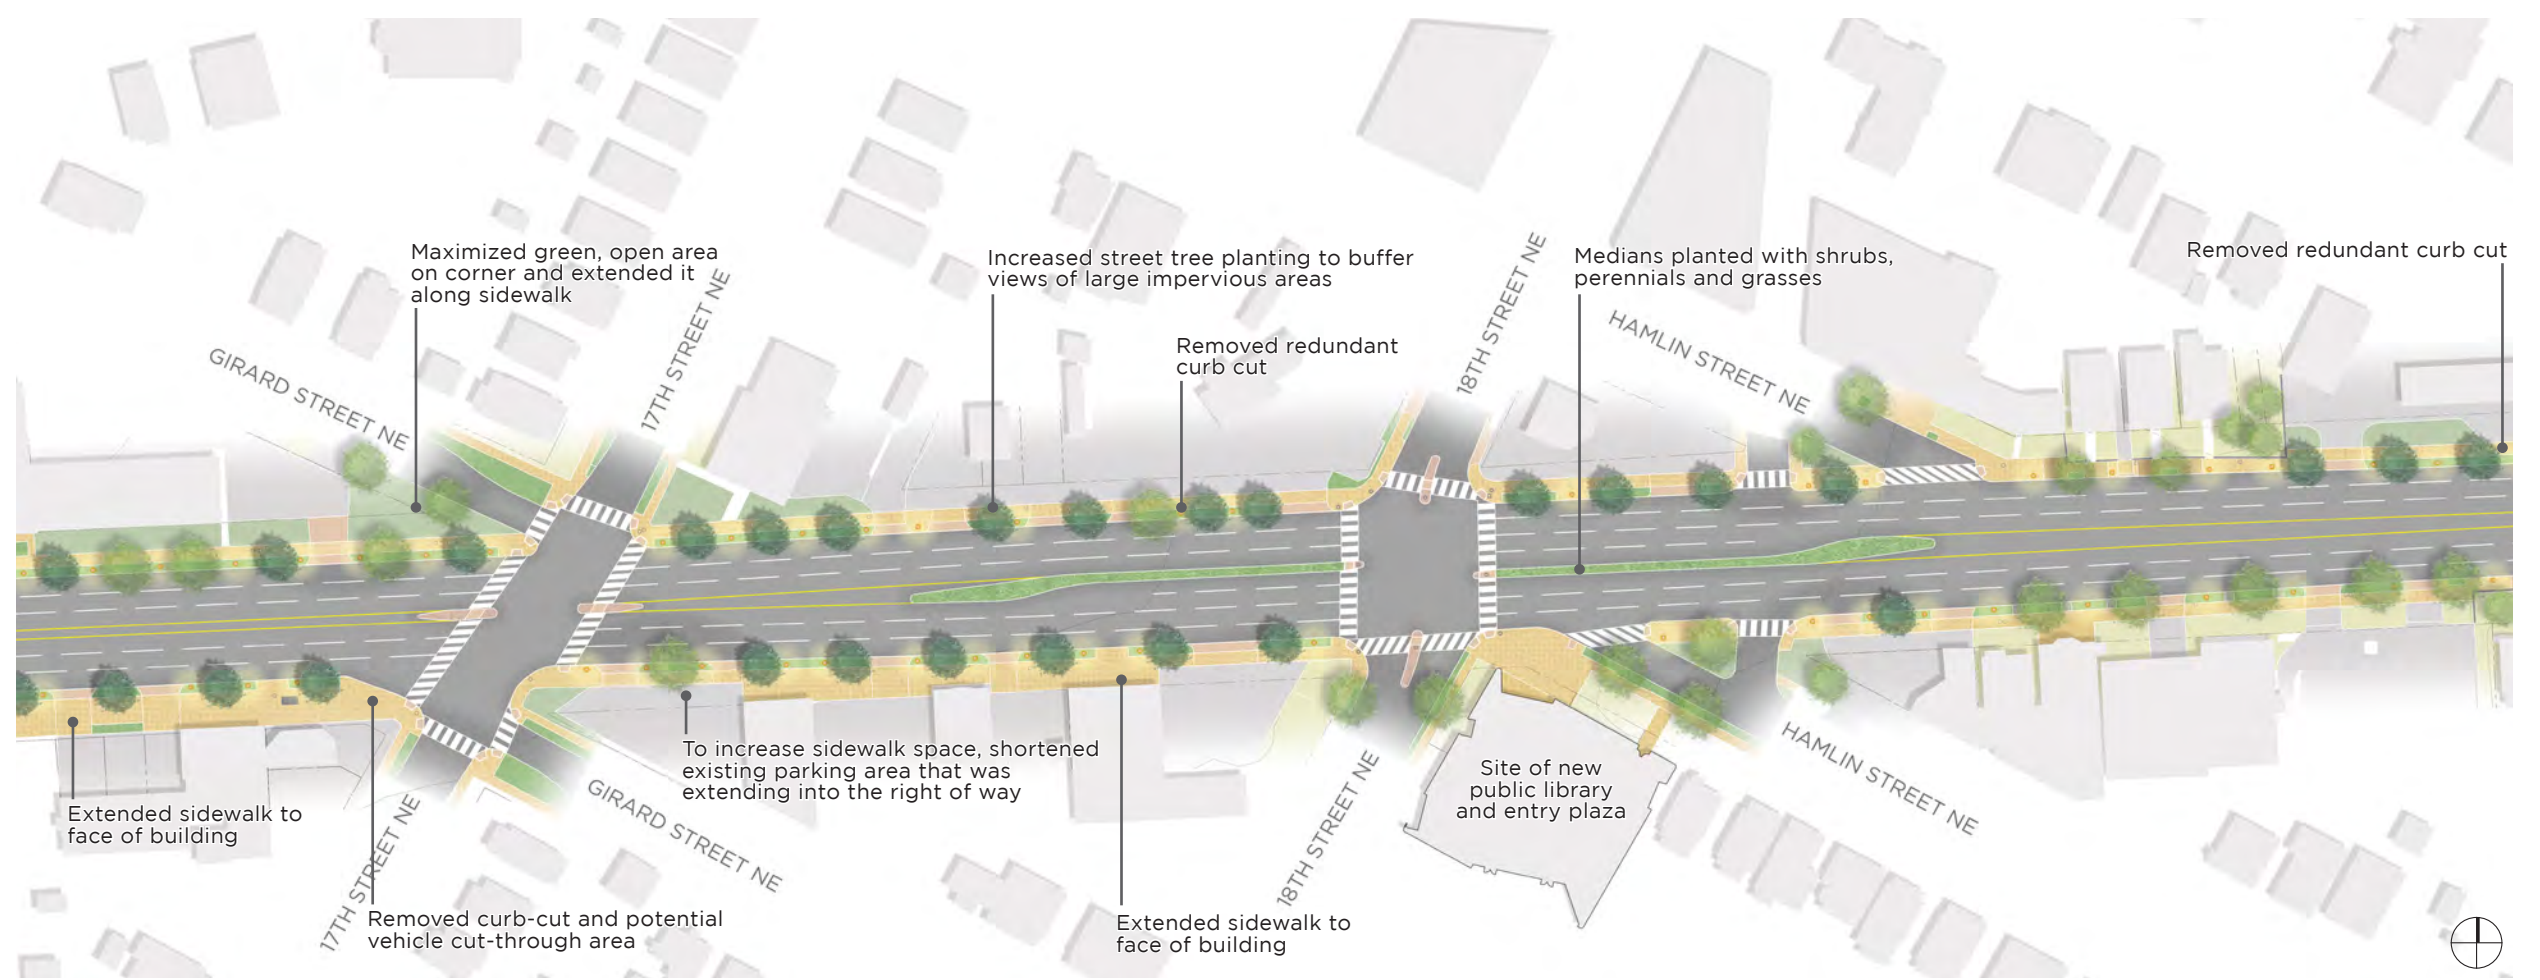 Maximized green, open area
on corner and extended it
along sidewalk
Increased street tree planting to buffer
views of large impervious areas
Removed redundant
curb cut
Medians planted with shrubs,
perennials and grasses
Removed redundant curb cut
GIRARD STREET NE
17TH STREET NE
18TH STREET NE
HAMLIN STREET NE
Extended sidewalk to
face of building
17TH STREET NE
Removed curb-cut and potential
vehicle cut-through area
GIRARD STREET NE
To increase sidewalk space, shortened
existing parking area that was
extending into the right of way
Extended sidewalk to
face of building
18TH STREET NE
Site of new
public library
and entry plaza
HAMLIN STREET NE